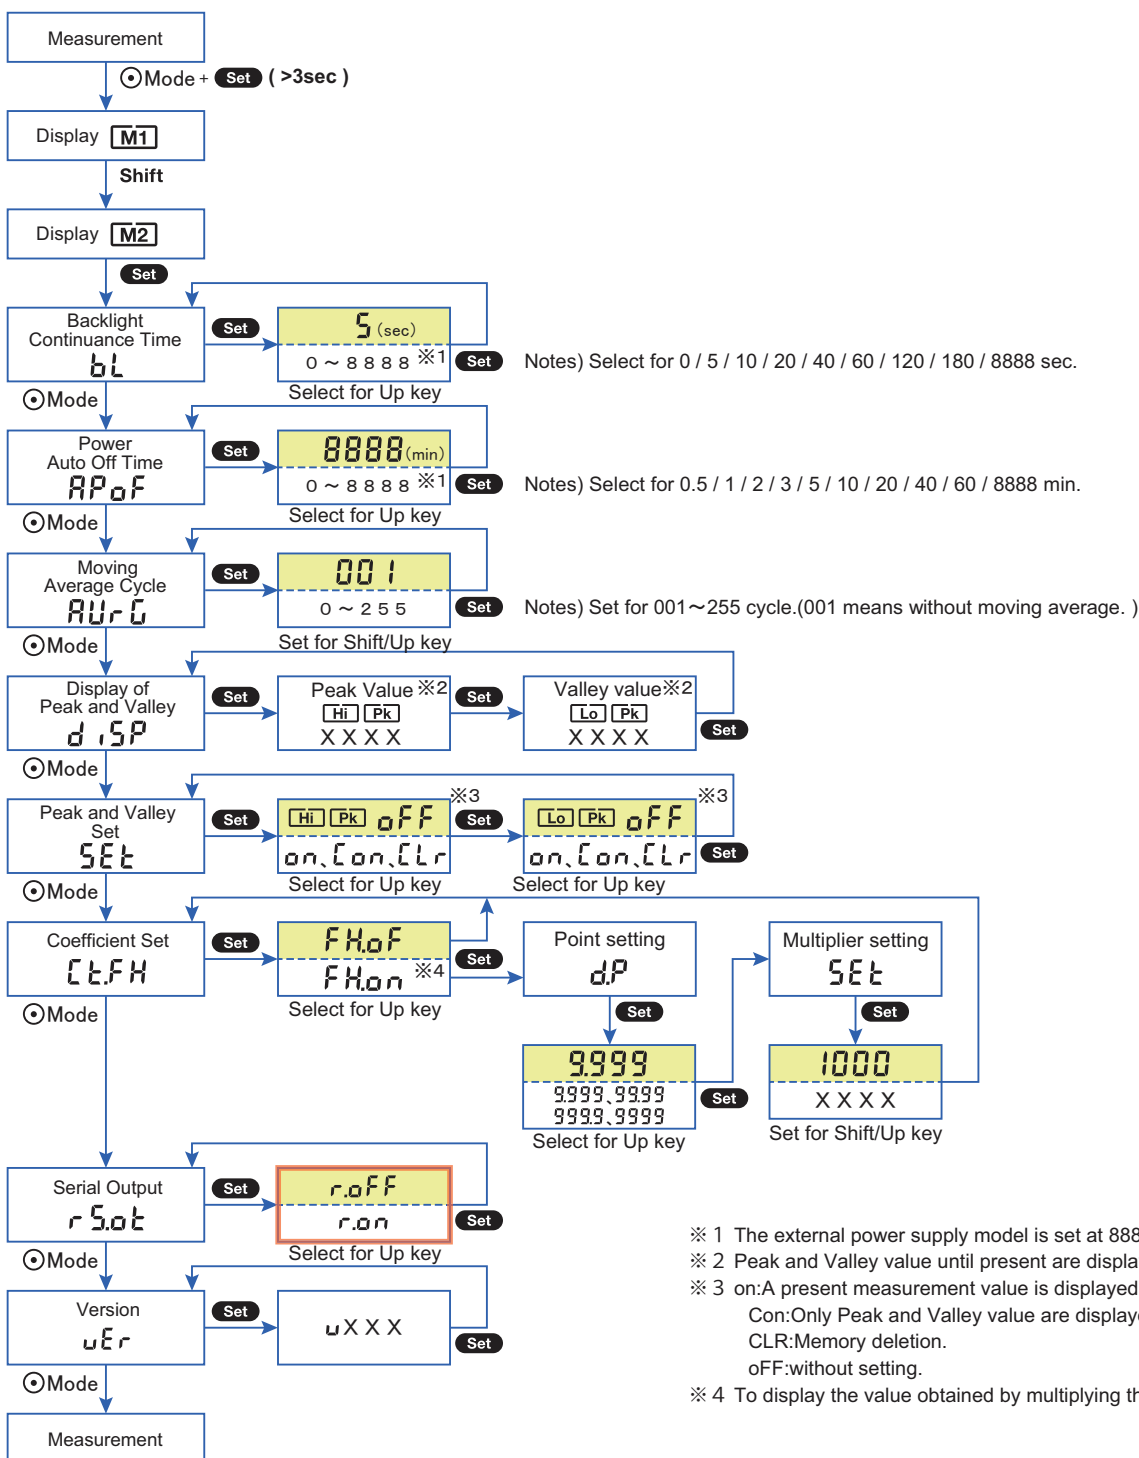 Measurement
Mode + Set ( >3sec )
Display M1
Shift
Display M2
Set
Backlight
Continuance Time
bL
Set
5 (sec)
0~8888 ※1
Set
Select for Up key
Notes) Select for 0 / 5 / 10 / 20 / 40 / 60 / 120 / 180 / 8888 sec.
Mode
Power
Auto Off Time
APoF
Set
8888 (min)
0~8888 ※1
Set
Select for Up key
Notes) Select for 0.5 / 1 / 2 / 3 / 5 / 10 / 20 / 40 / 60 / 8888 min.
Mode
Moving
Average Cycle
AUrG
Set
001
0~255
Set
Set for Shift/Up key
Notes) Set for 001~255 cycle.(001 means without moving average. )
Mode
Display of
Peak and Valley
diSP
Set
Peak Value ※2
Hi Pk
XXXX
Set
Valley value※2
Lo Pk
XXXX
Set
Mode
Peak and Valley
Set
SEt
Set
Hi Pk oFF ※3
on、Con、CLr
Select for Up key
Set
Lo Pk oFF ※3
on、Con、CLr
Select for Up key
Set
Mode
Coefficient Set
Ct.FH
Set
FH.oF
FH.on ※4
Select for Up key
Set
Point setting
d.P
Set
9.999
9.999、99.99
999.9、9999
Select for Up key
Set
Multiplier setting
SEt
Set
1000
XXXX
Set for Shift/Up key
Mode
Serial Output
rS.ot
Set
r.oFF
r.on
Set
Select for Up key
Mode
Version
uEr
Set
uXXX
Set
Mode
Measurement
※1 The external power supply model is set at 888
※2 Peak and Valley value until present are displa
※3 on:A present measurement value is displayed
Con:Only Peak and Valley value are display
CLR:Memory deletion.
oFF:without setting.
※4 To display the value obtained by multiplying th